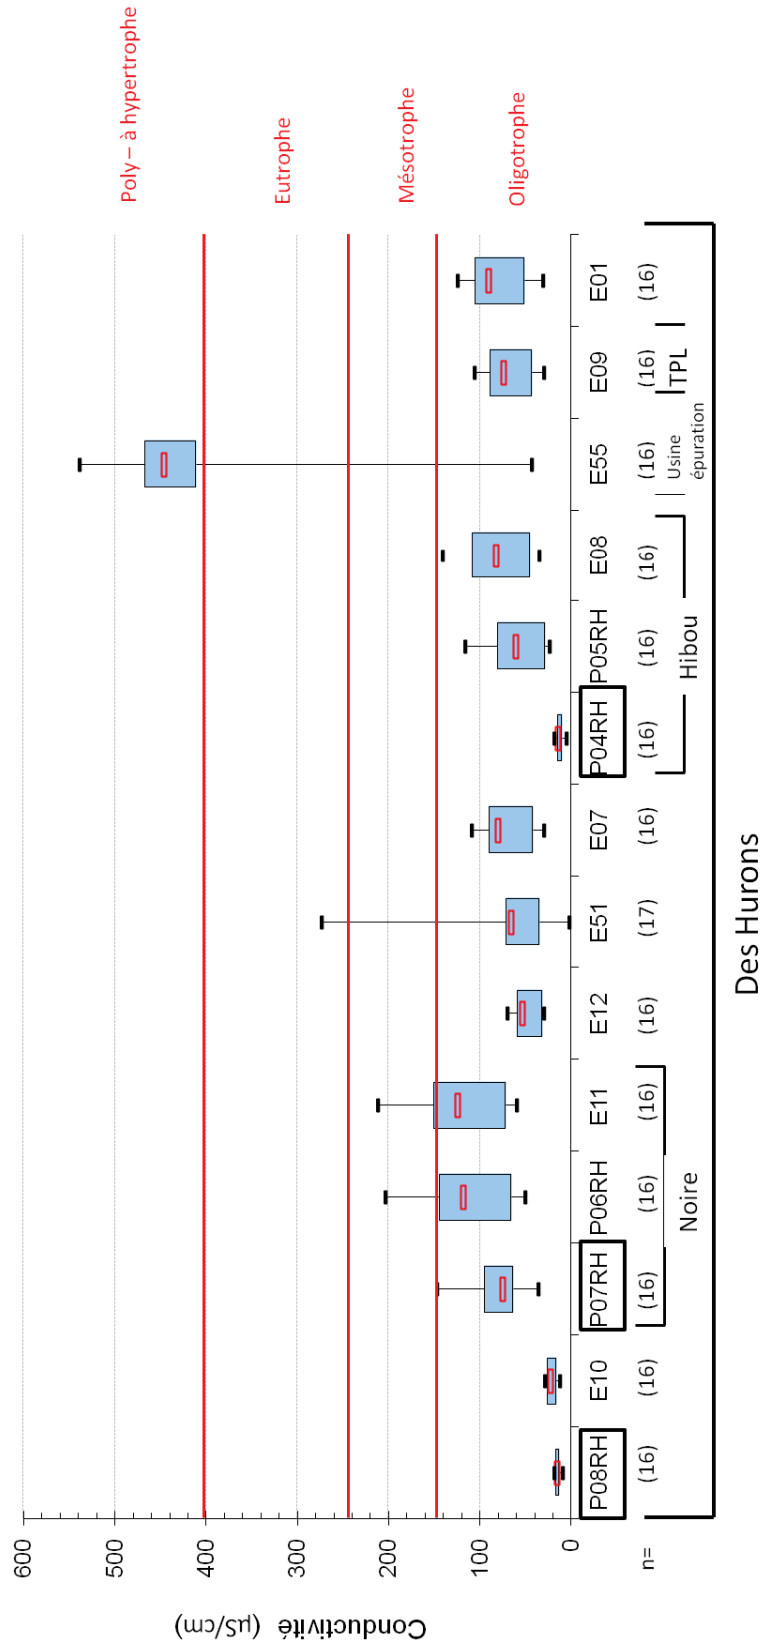 Conductivité (µS/cm)
600
500
400
300
200
100
0
Poly – à hypertrophe
Eutrophe
Mésotrophe
Oligotrophe
P08RH E10 P07RH P06RH E11 E12 E51 E07 P04RH P05RH E08 E55 E09 E01
n= (16) (16) (16) (16) (16) (16) (17) (16) (16) (16) (16) (16) (16) (16)
Noire Hibou Usine épuration TPL
Des Hurons